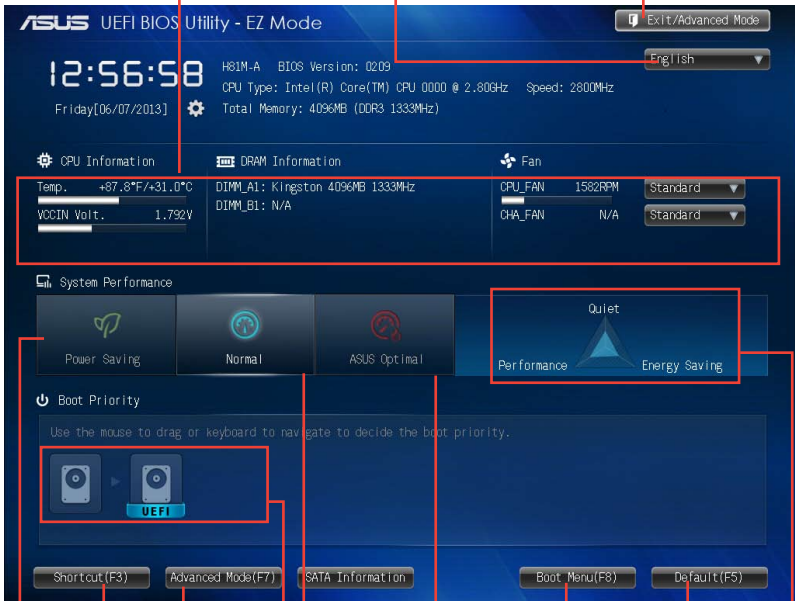 ASUS UEFI BIOS Utility - EZ Mode
Exit/Advanced Mode
English
12:56:58
Friday[06/07/2013]
H81M-A BIOS Version: 0209
CPU Type: Intel(R) Core(TM) CPU 0000 @ 2.80GHz Speed: 2800MHz
Total Memory: 4096MB (DDR3 1333MHz)
CPU Information
Temp. +87.8°F/+31.0°C
VCCIN Volt. 1.792V
DRAM Information
DIMM_A1: Kingston 4096MB 1333MHz
DIMM_B1: N/A
Fan
CPU_FAN 1582RPM Standard
CHA_FAN N/A Standard
System Performance
Power Saving
Normal
ASUS Optimal
Quiet
Performance
Energy Saving
Boot Priority
Use the mouse to drag or keyboard to navigate to decide the boot priority.
UEFI
Shortcut(F3)
Advanced Mode(F7)
SATA Information
Boot Menu(F8)
Default(F5)